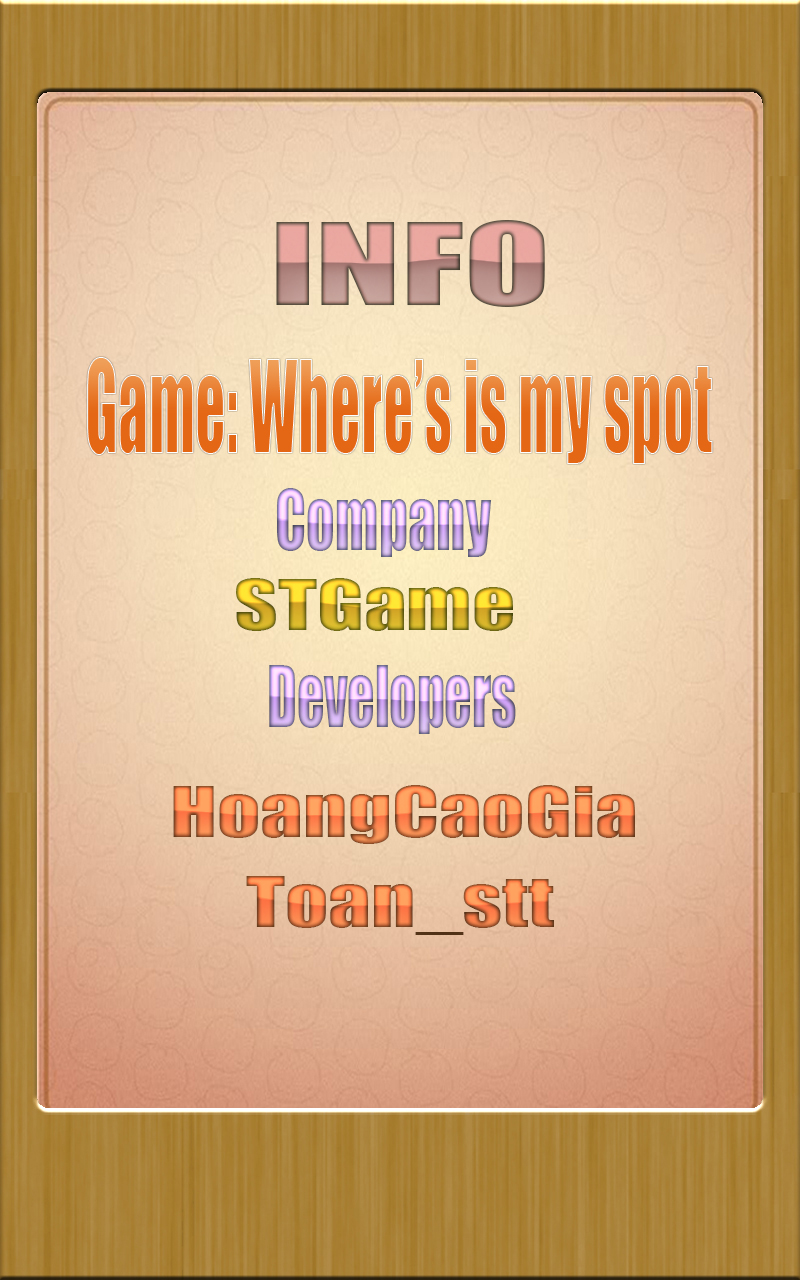 INFO
Game: Where’s is my spot
Company
STGame
Developers
HoangCaoGia
Toan_stt